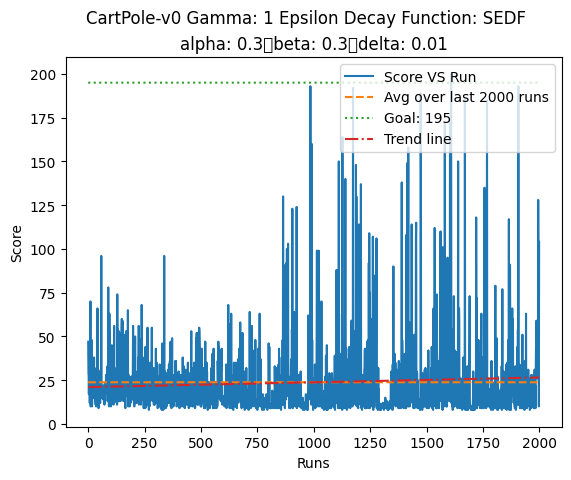 CartPole-v0 Gamma: 1 Epsilon Decay Function: SEDF
alpha: 0.3▯beta: 0.3▯delta: 0.01
Score VS Run
Avg over last 2000 runs
Goal: 195
Trend line
Score
200
175
150
125
100
75
50
25
0
0 250 500 750 1000 1250 1500 1750 2000
Runs